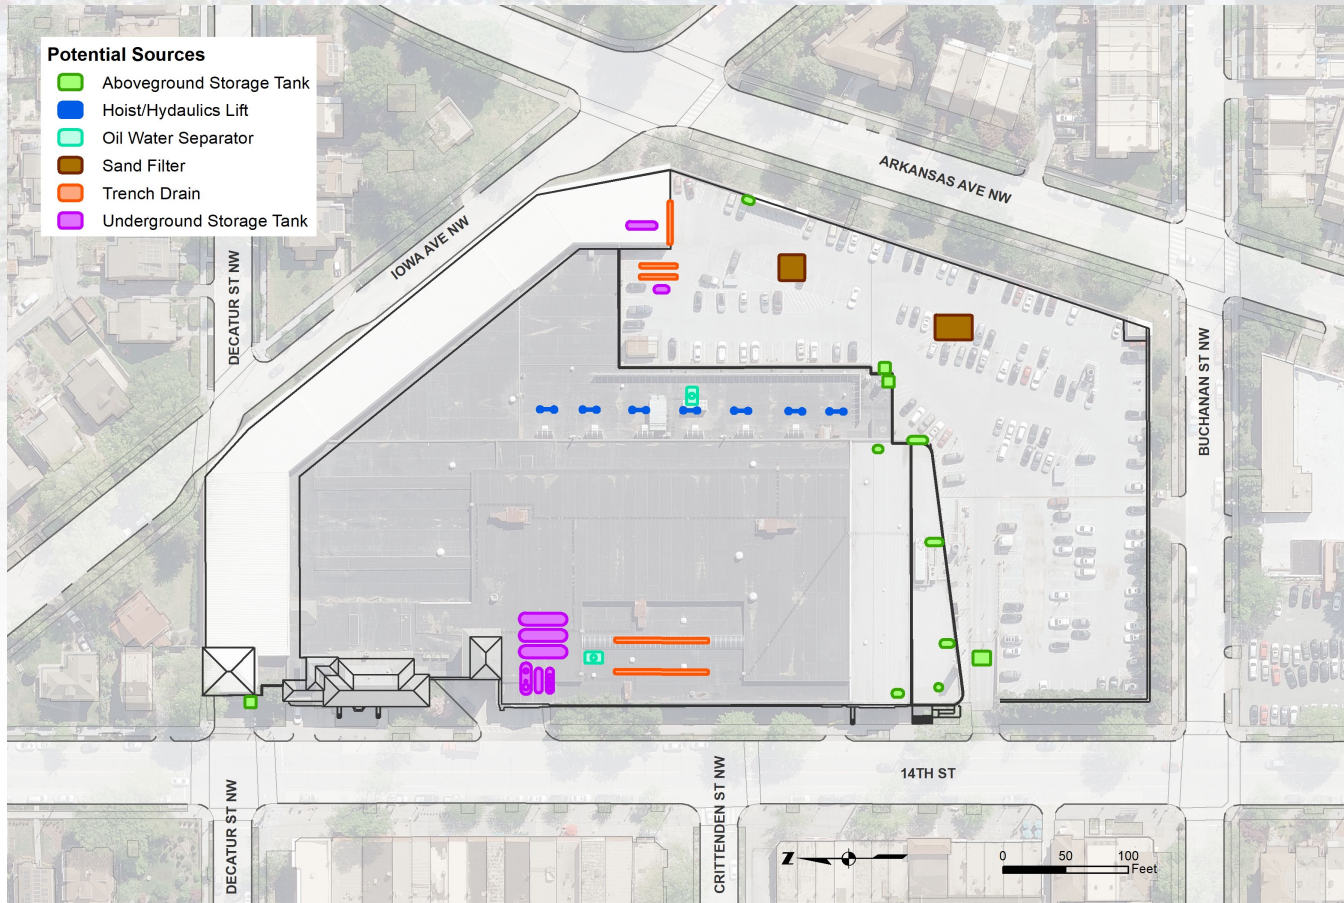 Potential Sources
Aboveground Storage Tank
Hoist/Hydaulics Lift
Oil Water Separator
Sand Filter
Trench Drain
Underground Storage Tank
ARKANSAS AVE NW
IOWA AVE NW
DECATUR ST NW
BUCHANAN ST NW
14TH ST
DECATUR ST NW
CRITTENDEN ST NW
Z
0 50 100
Feet